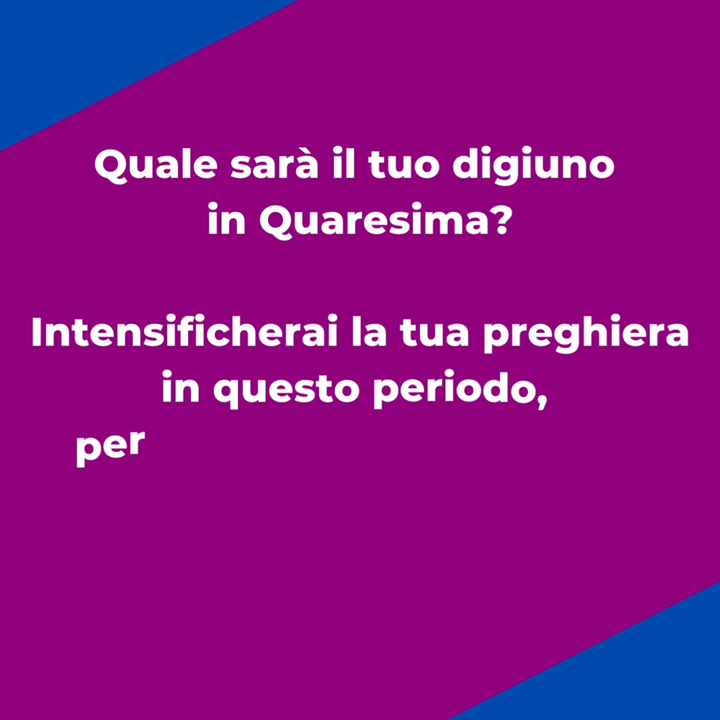 Quale sarà il tuo digiuno
in Quaresima?
Intensificherai la tua preghiera
in questo periodo,
per